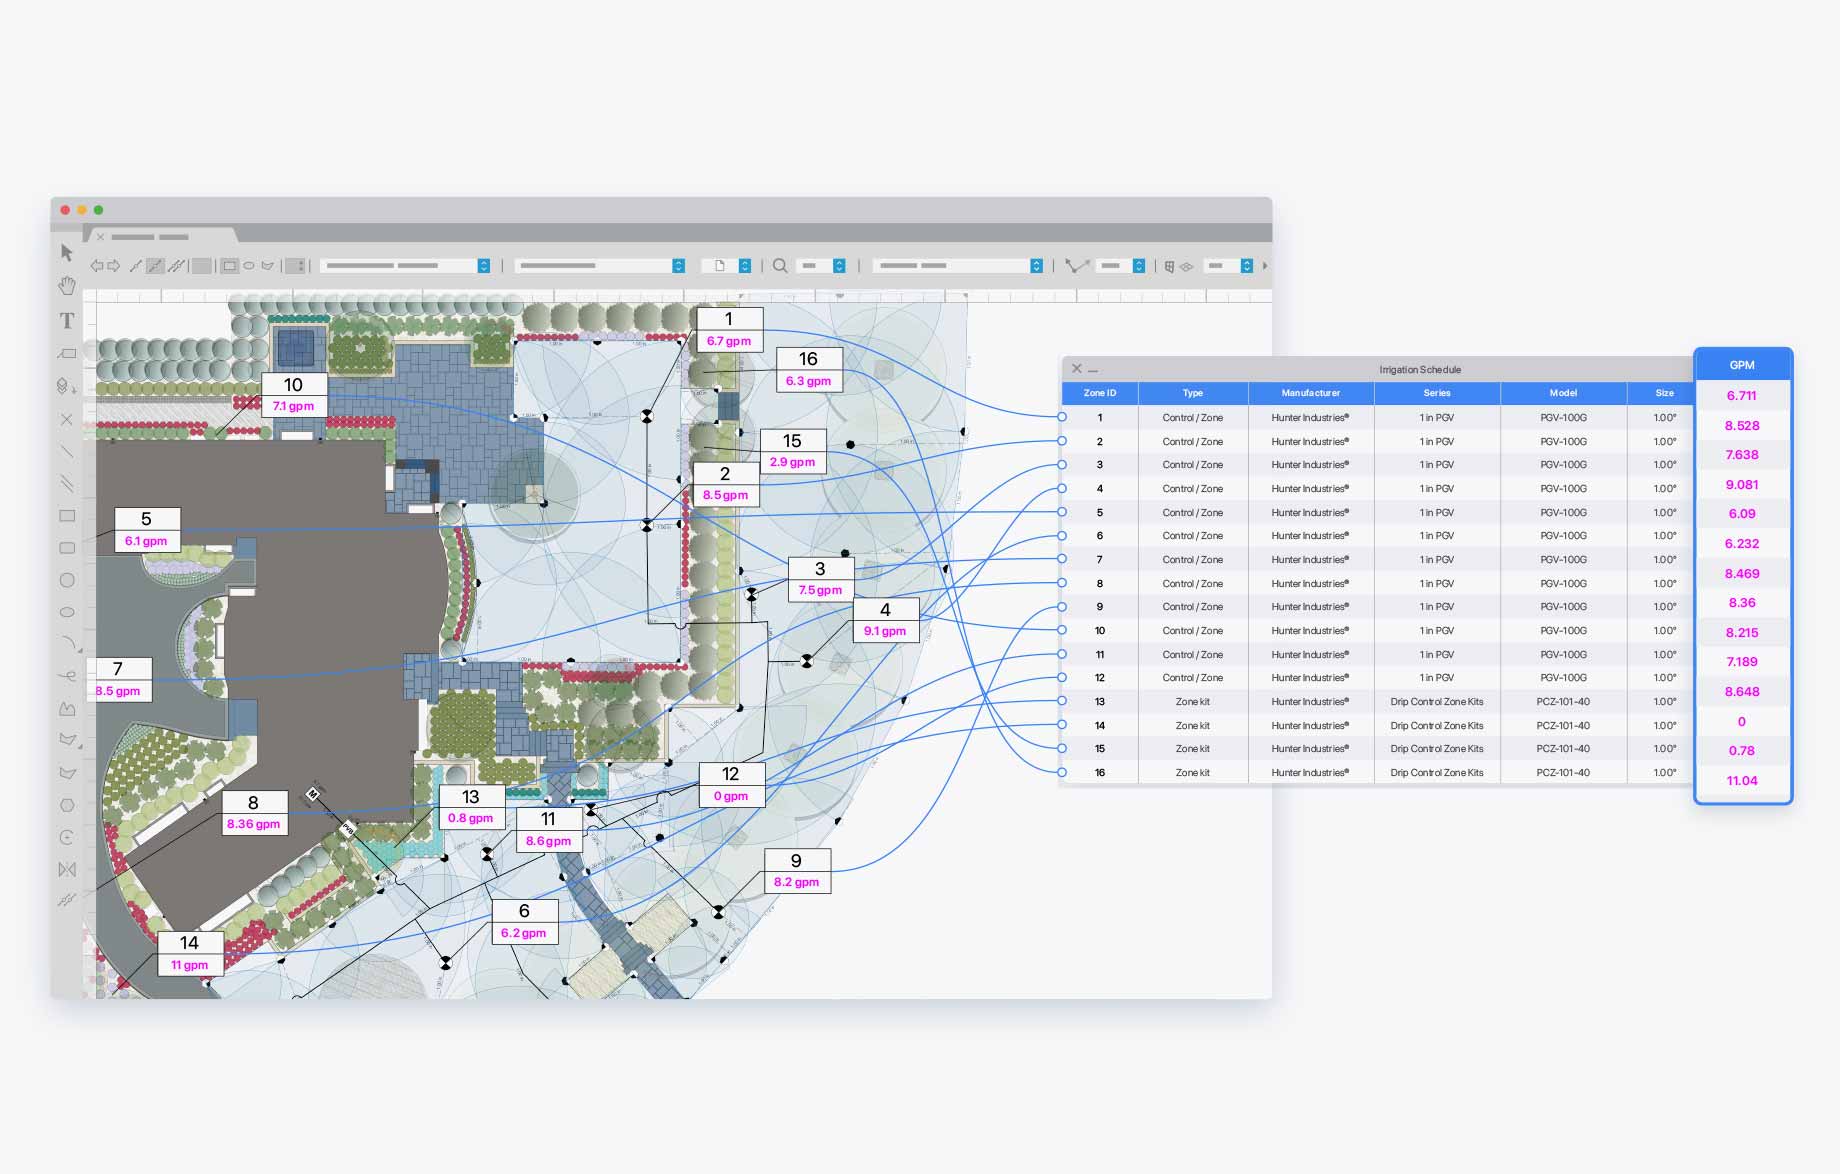 T
1
6.7 gpm
16
6.3 gpm
10
7.1 gpm
15
2.9 gpm
2
8.5 gpm
5
6.1 gpm
3
7.5 gpm
4
9.1 gpm
7
8.5 gpm
12
0 gpm
13
0.8 gpm
8
8.36 gpm
M
PVB
11
8.6 gpm
9
8.2 gpm
6
6.2 gpm
14
11 gpm
Irrigation Schedule
Zone ID Type Manufacturer Series Model Size GPM
1 Control / Zone Hunter Industries® 1 in PGV PGV-100G 1.00"
2 Control / Zone Hunter Industries® 1 in PGV PGV-100G 1.00"
3 Control / Zone Hunter Industries® 1 in PGV PGV-100G 1.00"
4 Control / Zone Hunter Industries® 1 in PGV PGV-100G 1.00"
5 Control / Zone Hunter Industries® 1 in PGV PGV-100G 1.00"
6 Control / Zone Hunter Industries® 1 in PGV PGV-100G 1.00"
7 Control / Zone Hunter Industries® 1 in PGV PGV-100G 1.00"
8 Control / Zone Hunter Industries® 1 in PGV PGV-100G 1.00"
9 Control / Zone Hunter Industries® 1 in PGV PGV-100G 1.00"
10 Control / Zone Hunter Industries® 1 in PGV PGV-100G 1.00"
11 Control / Zone Hunter Industries® 1 in PGV PGV-100G 1.00"
12 Control / Zone Hunter Industries® 1 in PGV PGV-100G 1.00"
13 Zone kit Hunter Industries® Drip Control Zone Kits PCZ-101-40 1.00"
14 Zone kit Hunter Industries® Drip Control Zone Kits PCZ-101-40 1.00"
15 Zone kit Hunter Industries® Drip Control Zone Kits PCZ-101-40 1.00"
16 Zone kit Hunter Industries® Drip Control Zone Kits PCZ-101-40 1.00"
6.711
8.528
7.638
9.081
6.09
6.232
8.469
8.36
8.215
7.189
8.648
0
0.78
11.04